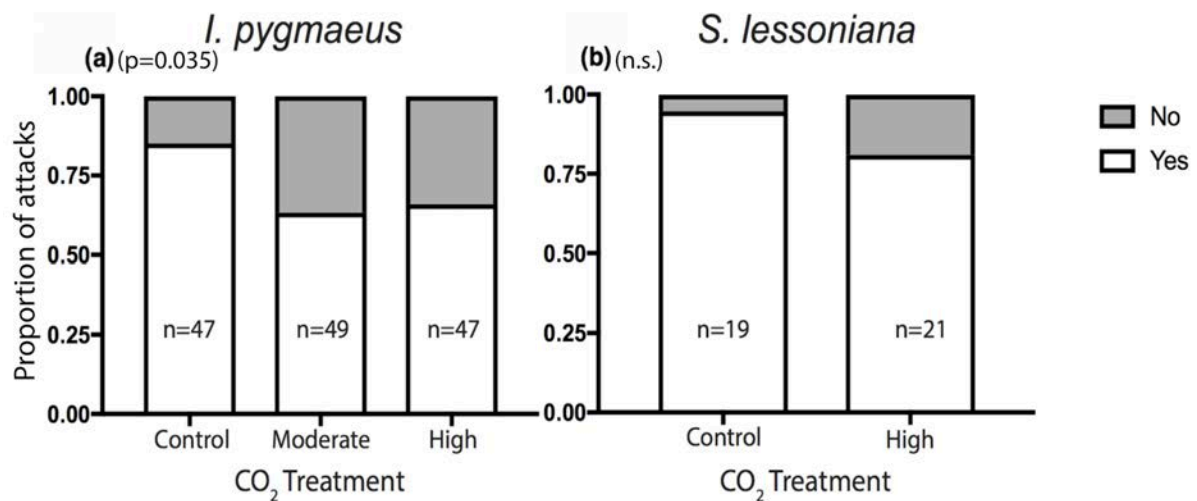 I. pygmaeus
S. lessoniana
(a) (p=0.035)
(b) (n.s.)
Proportion of attacks
1.00
0.75
0.50
0.25
0.00
n=47
n=49
n=47
Control
Moderate
High
CO₂ Treatment
1.00
0.75
0.50
0.25
0.00
n=19
n=21
Control
High
CO₂ Treatment
No
Yes